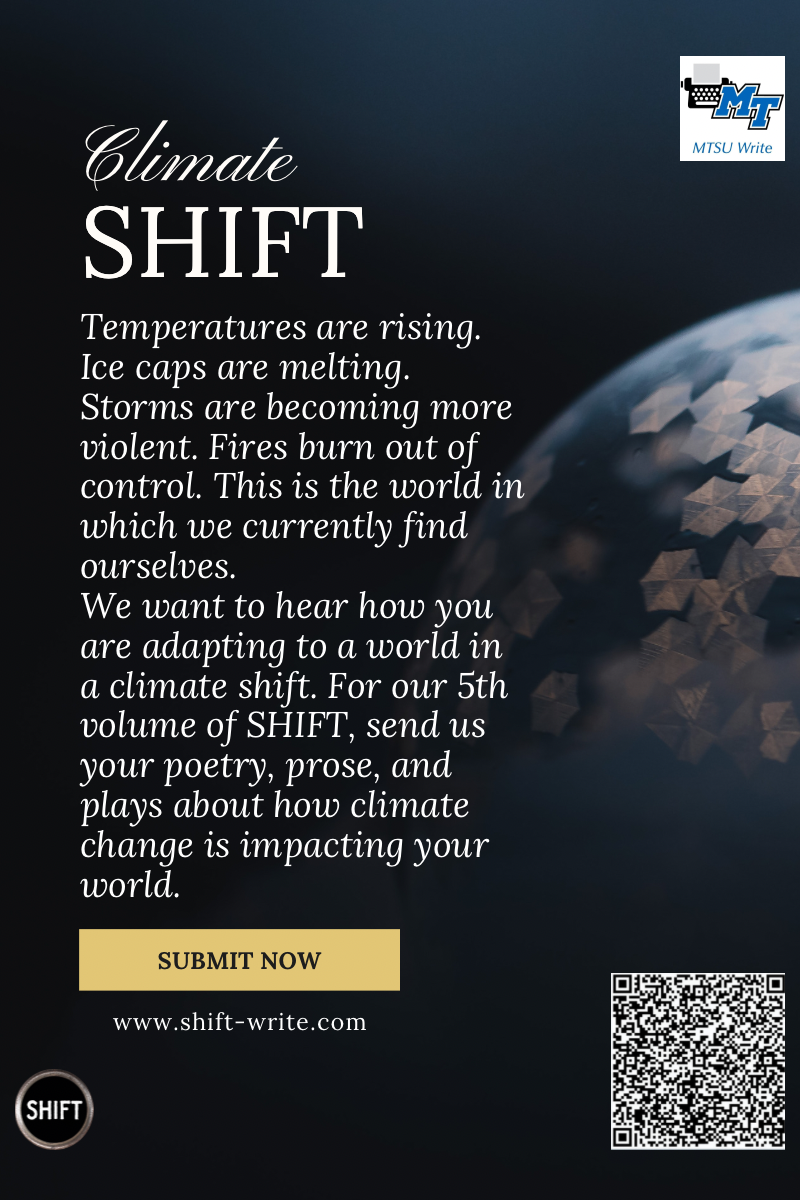 MT
MTSU Write
Climate
SHIFT
Temperatures are rising.
Ice caps are melting.
Storms are becoming more
violent. Fires burn out of
control. This is the world in
which we currently find
ourselves.
We want to hear how you
are adapting to a world in
a climate shift. For our 5th
volume of SHIFT, send us
your poetry, prose, and
plays about how climate
change is impacting your
world.
SUBMIT NOW
www.shift-write.com
SHIFT